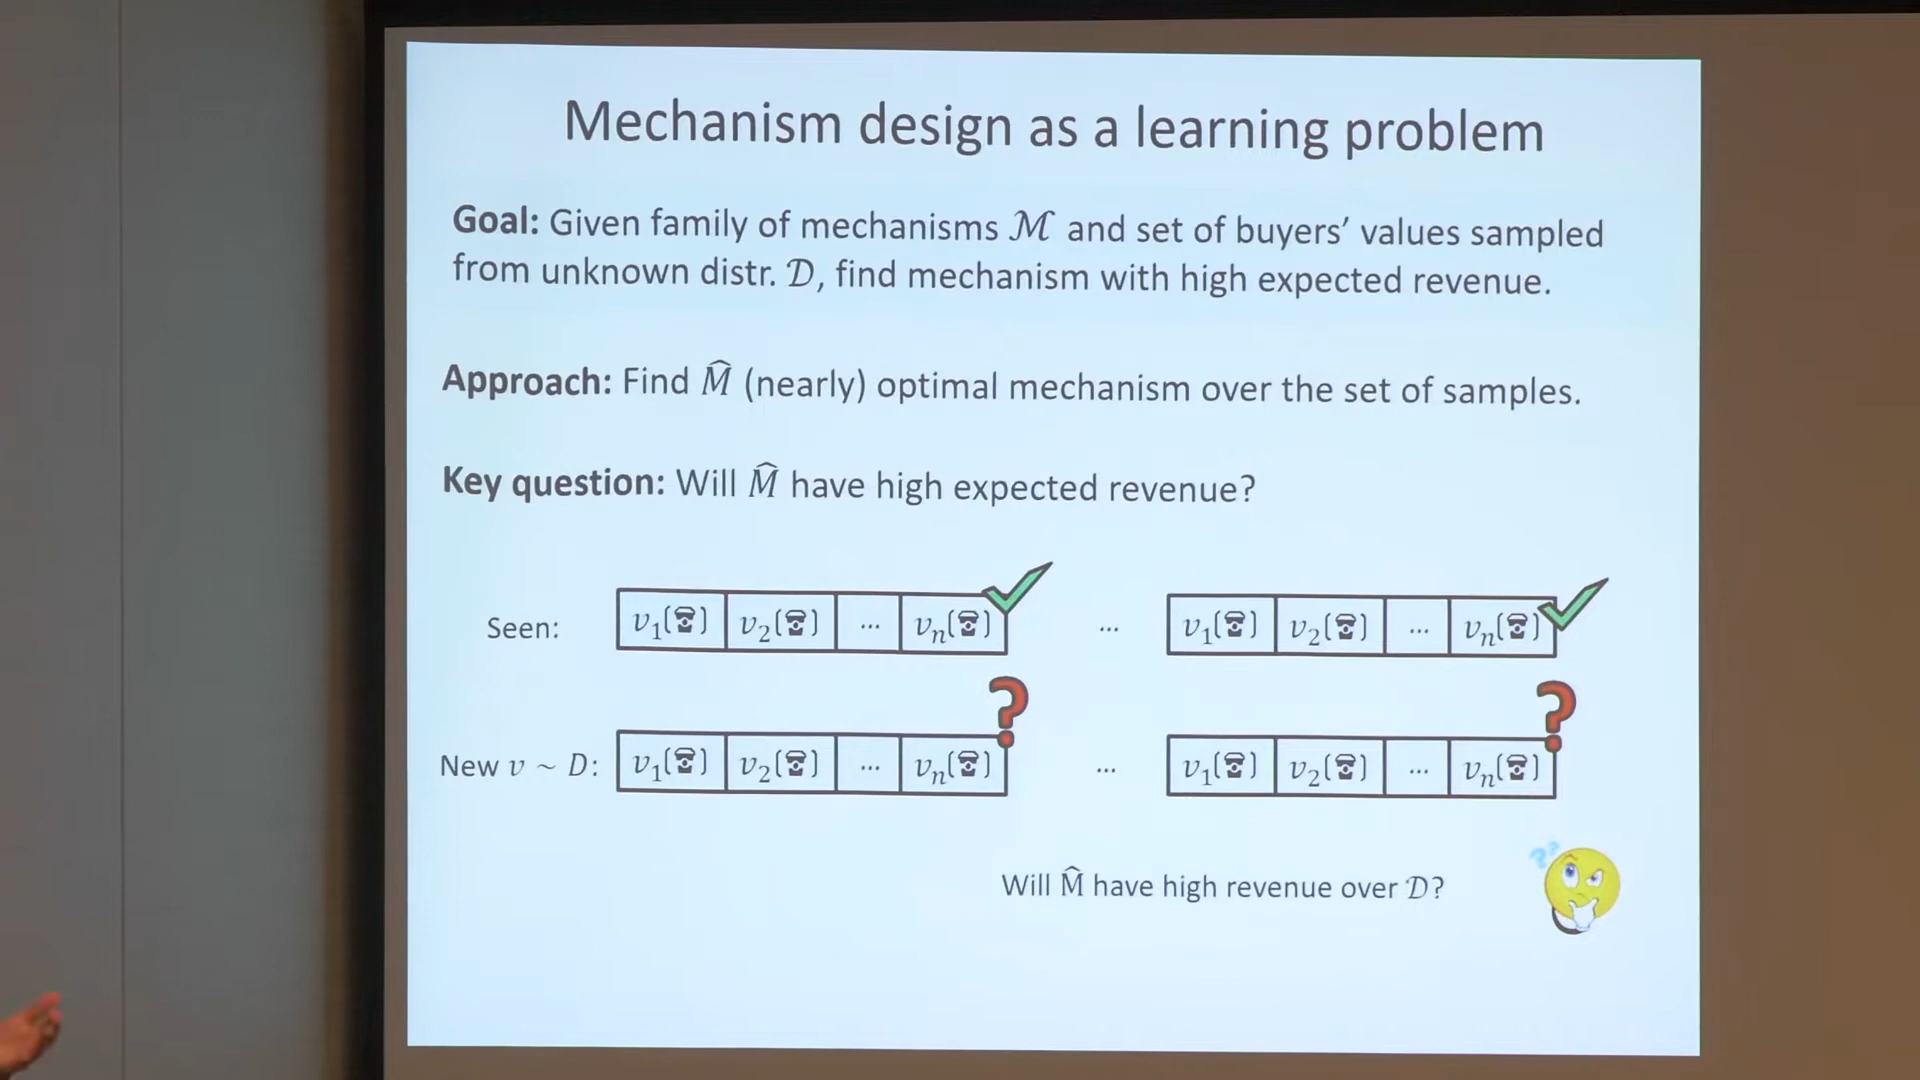 Mechanism design as a learning problem
Goal: Given family of mechanisms ℳ and set of buyers' values sampled
from unknown distr. 𝒟, find mechanism with high expected revenue.
Approach: Find M̂ (nearly) optimal mechanism over the set of samples.
Key question: Will M̂ have high expected revenue?
Seen: v₁(☎) v₂(☎) ... vₙ(☎) ... v₁(☎) v₂(☎) ... vₙ(☎)
New v ~ D: v₁(☎) v₂(☎) ... vₙ(☎) ... v₁(☎) v₂(☎) ... vₙ(☎)
Will M̂ have high revenue over 𝒟?